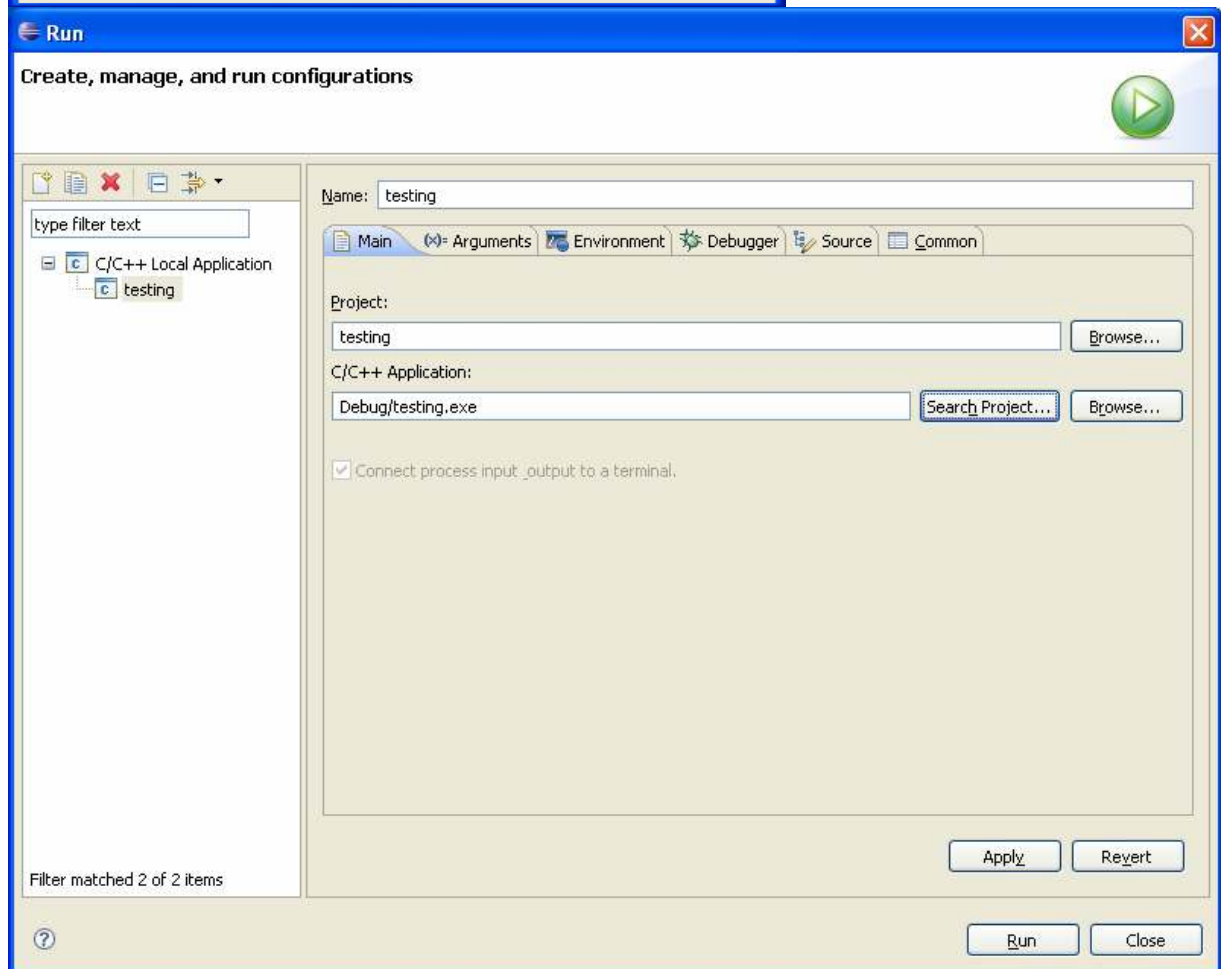 Run
Create, manage, and run configurations
type filter text
C/C++ Local Application
testing
Filter matched 2 of 2 items
Name: testing
Main (x)= Arguments Environment Debugger Source Common
Project:
testing Browse...
C/C++ Application:
Debug/testing.exe Search Project... Browse...
Connect process input _output to a terminal.
Apply Revert
Run Close